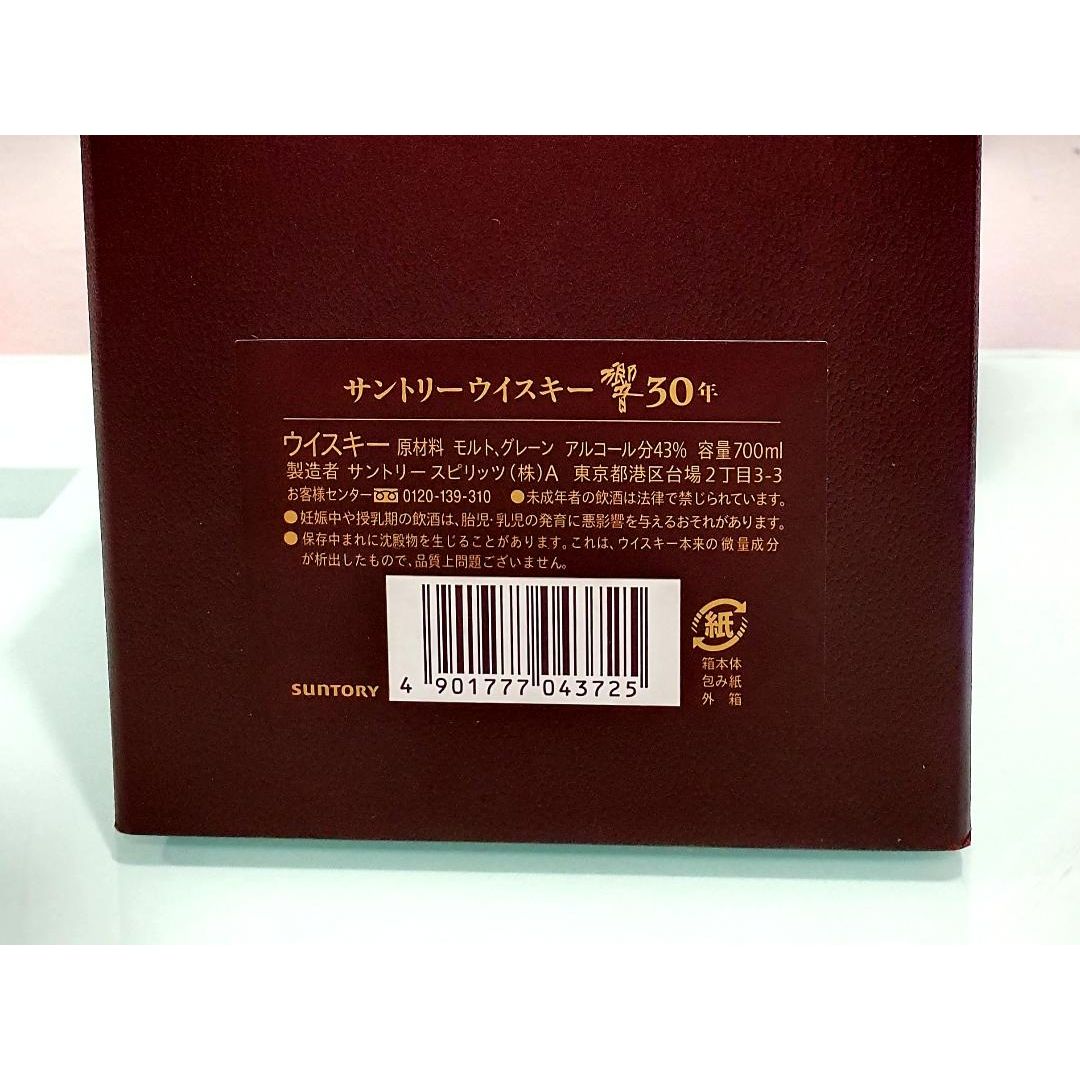 サントリーウイスキー 響 30年
ウイスキー 原材料 モルト、グレーン アルコール分43% 容量700ml
製造者 サントリー スピリッツ(株)A 東京都港区台場2丁目3-3
お客様センター 0120-139-310 ●未成年者の飲酒は法律で禁じられています。
●妊娠中や授乳期の飲酒は、胎児・乳児の発育に悪影響を与えるおそれがあります。
●保存中まれに沈殿物を生じることがあります。これは、ウイスキー本来の微量成分
が析出したもので、品質上問題ございません。
紙
箱本体
包み紙
外 箱
SUNTORY
4 901777 043725